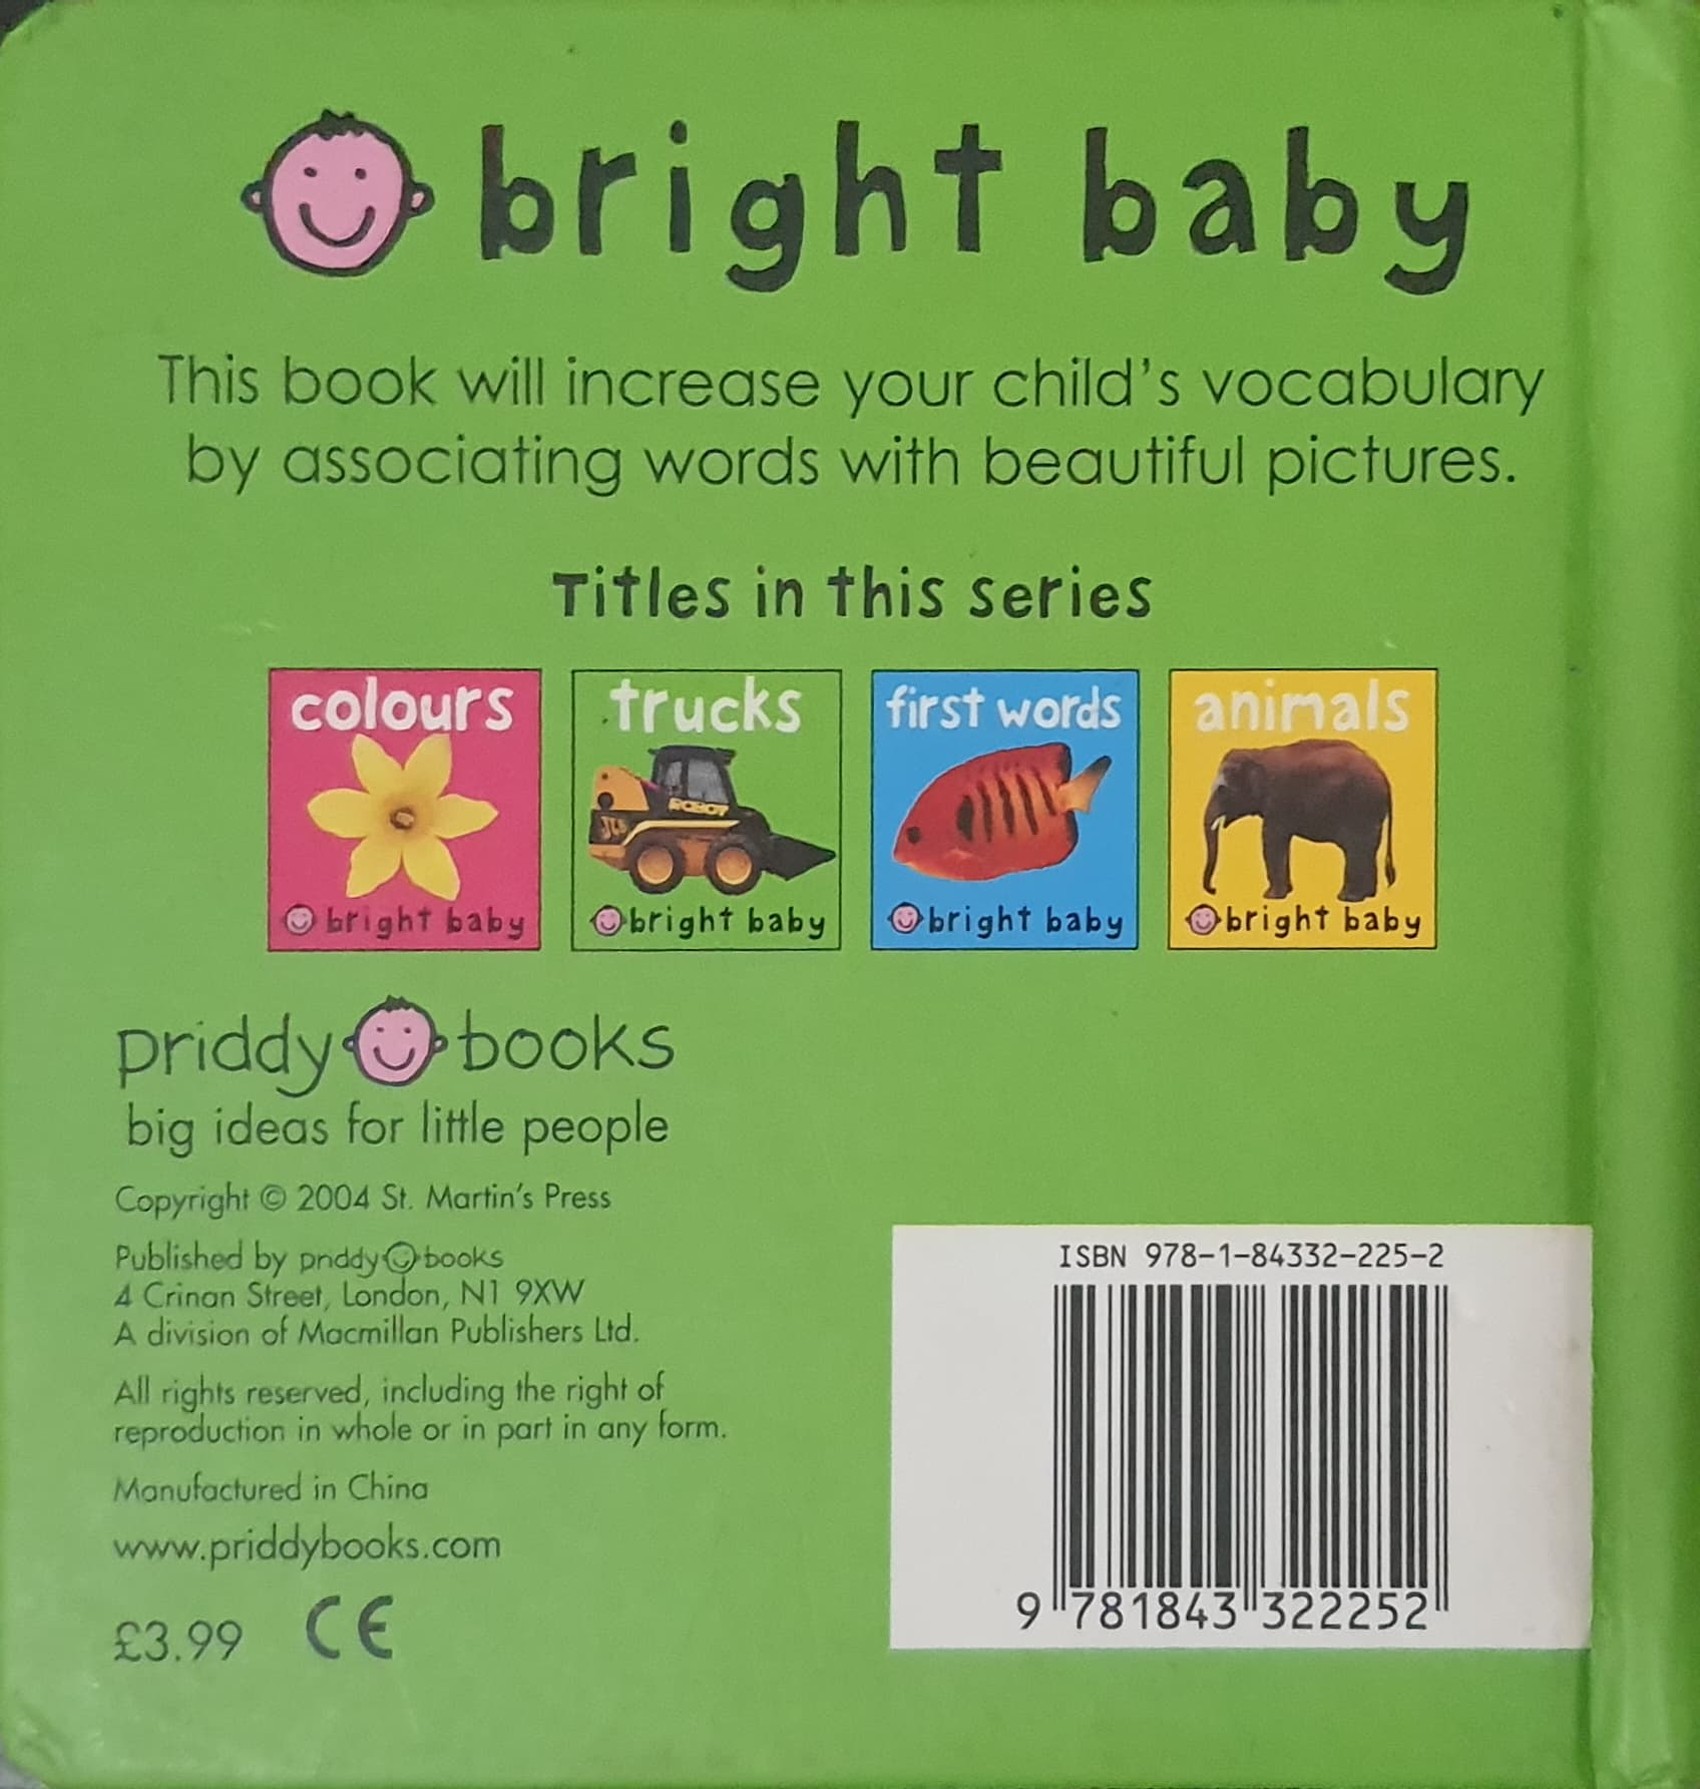 bright baby
This book will increase your child's vocabulary
by associating words with beautiful pictures.
Titles in this series
colours
bright baby
trucks
ROBOT
JCB
bright baby
first words
bright baby
animals
bright baby
priddy books
big ideas for little people
Copyright © 2004 St. Martin's Press
Published by priddy books
4 Crinan Street, London, N1 9XW
A division of Macmillan Publishers Ltd.
All rights reserved, including the right of
reproduction in whole or in part in any form.
Manufactured in China
www.priddybooks.com
£3.99 CE
ISBN 978-1-84332-225-2
9 781843 322252